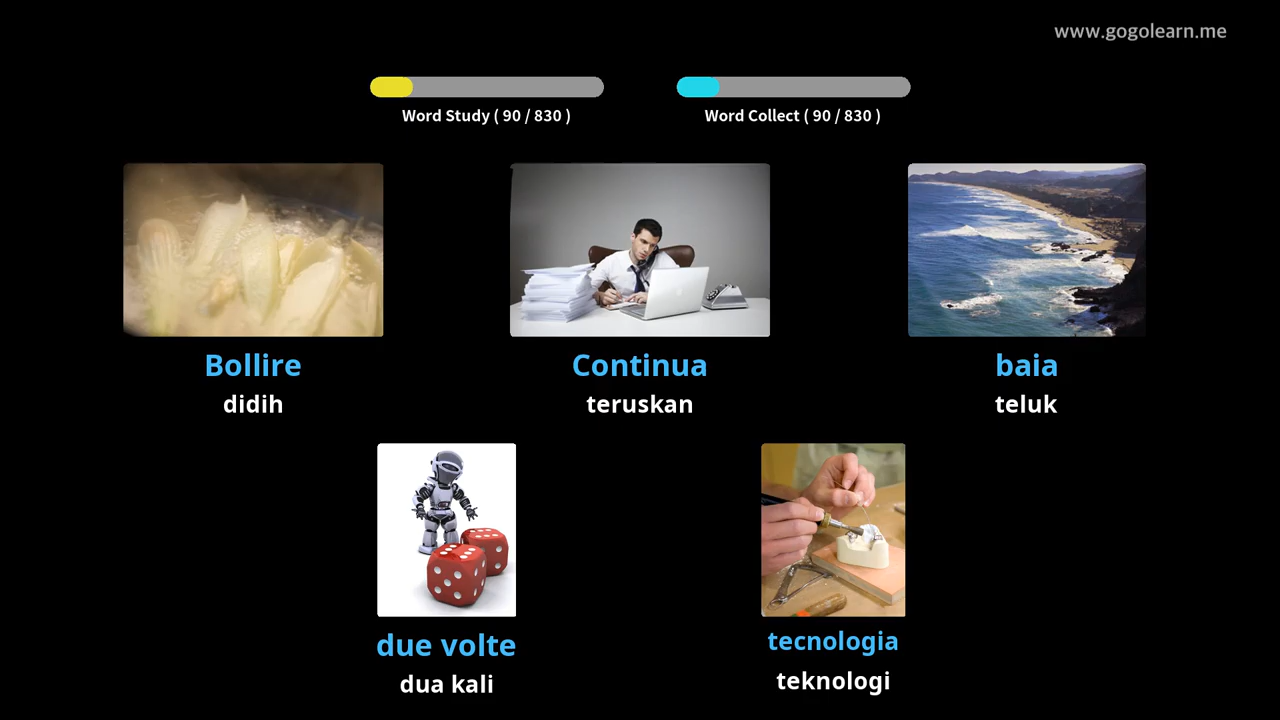 www.gogolearn.me
Word Study ( 90 / 830 )
Word Collect ( 90 / 830 )
Bollire
didih
Continua
teruskan
baia
teluk
due volte
dua kali
tecnologia
teknologi